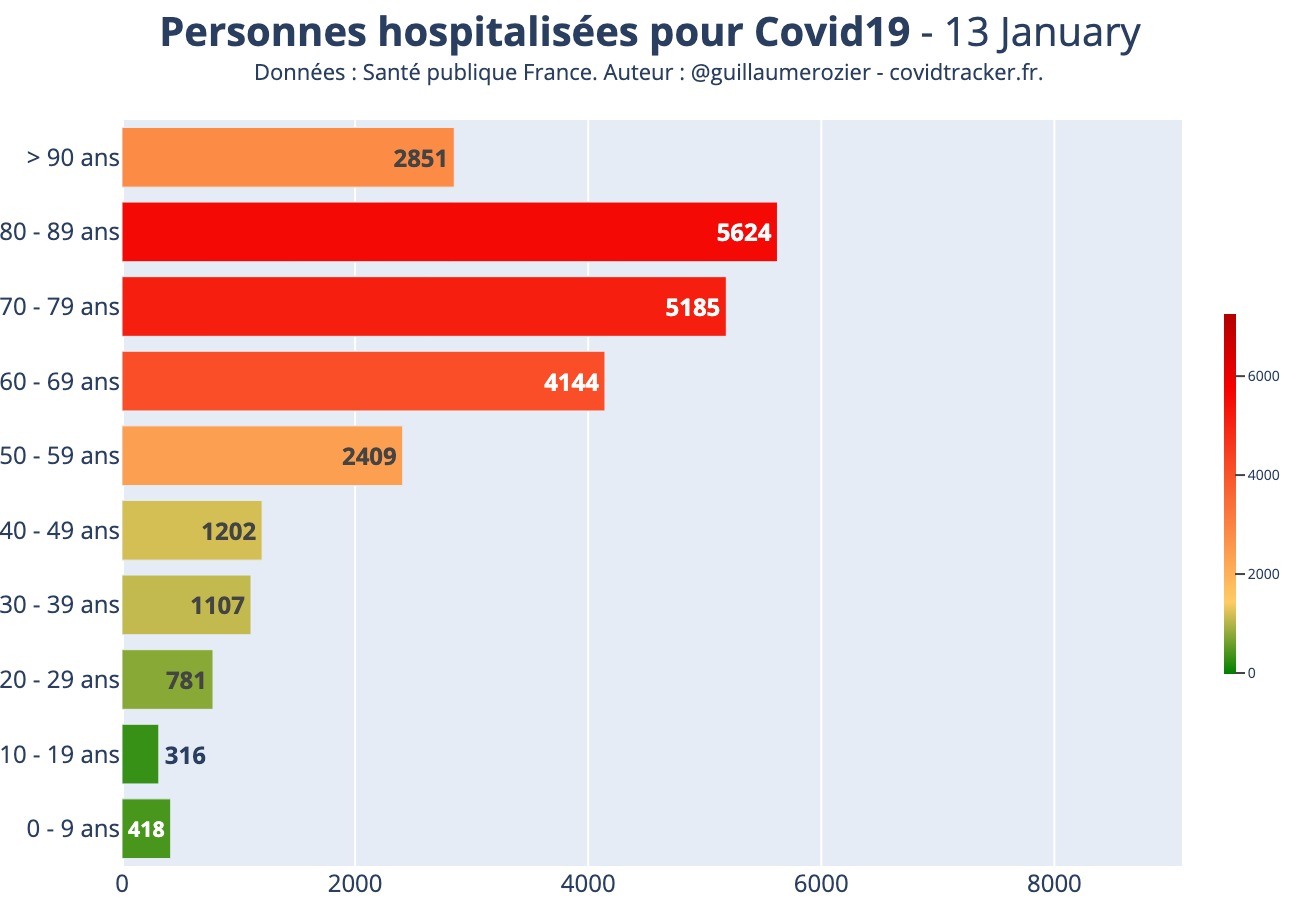 Personnes hospitalisées pour Covid19 - 13 January
Données : Santé publique France. Auteur : @guillaumerozier - covidtracker.fr.
> 90 ans 2851
80 - 89 ans 5624
70 - 79 ans 5185
60 - 69 ans 4144
50 - 59 ans 2409
40 - 49 ans 1202
30 - 39 ans 1107
20 - 29 ans 781
10 - 19 ans 316
0 - 9 ans 418
0 2000 4000 6000 8000
6000
4000
2000
0